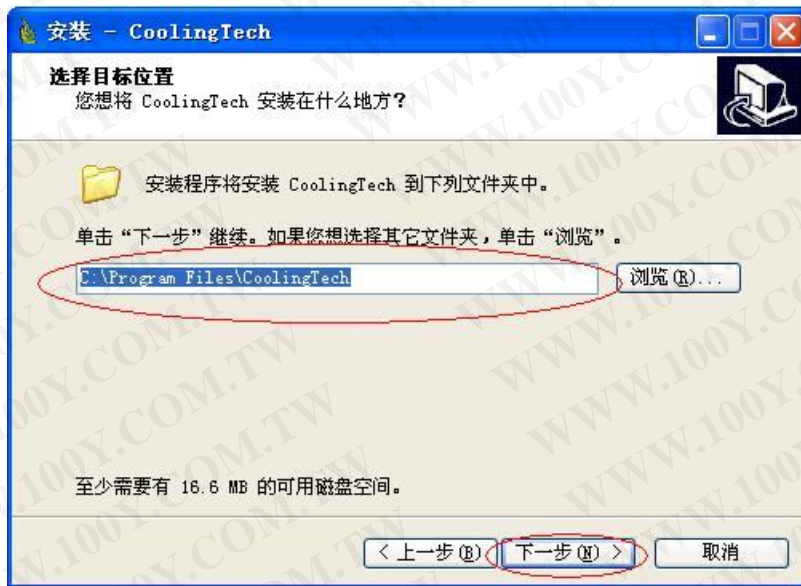 安装 - CoolingTech
选择目标位置
您想将 CoolingTech 安装在什么地方?
安装程序将安装 CoolingTech 到下列文件夹中。
单击“下一步”继续。如果您想选择其它文件夹，单击“浏览”。
C:\Program Files\CoolingTech
浏览(R)...
至少需要有 16.6 MB 的可用磁盘空间。
< 上一步(B)
下一步(N) >
取消
WWW.100Y.COM.TW